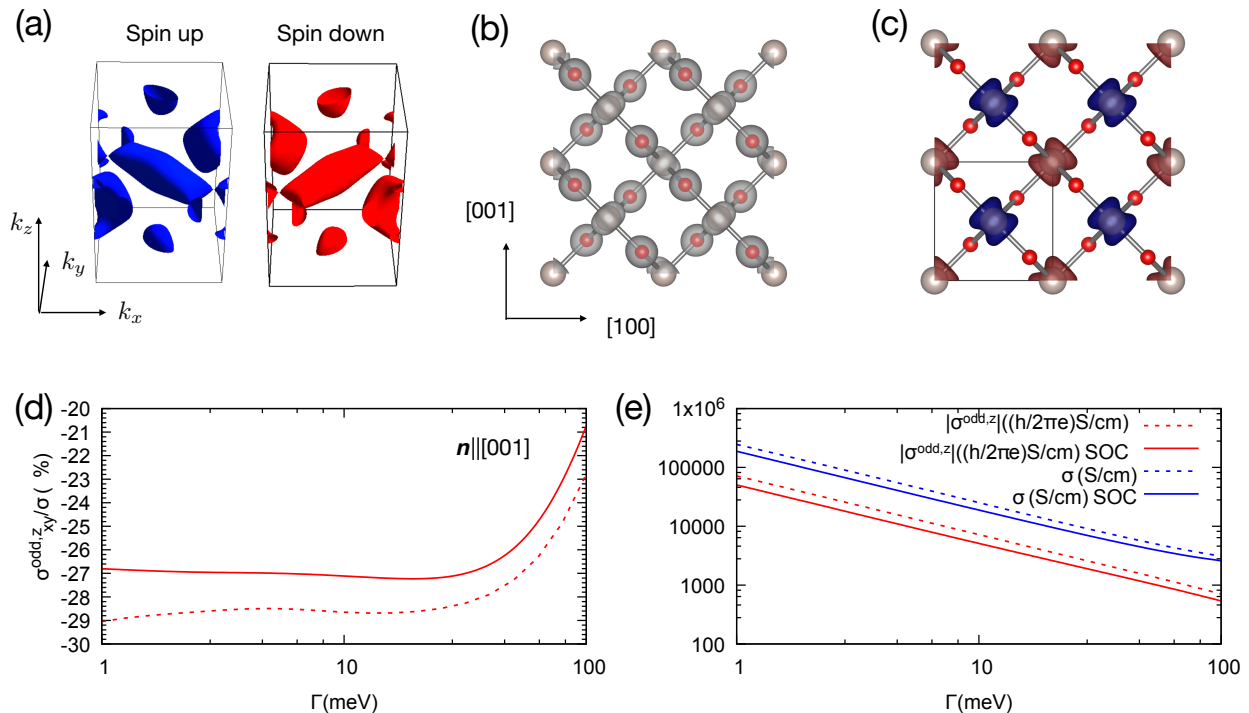 (a)
Spin up
Spin down
k_z
k_y
k_x
(b)
[001]
[100]
(c)
(d)
σ^odd,z_xy/σ ( %)
-20
-21
-22
-23
-24
-25
-26
-27
-28
-29
-30
n||[001]
1
10
100
Γ(meV)
(e)
1x10^6
100000
10000
1000
100
|σ^odd,z|((h/2πe)S/cm)
|σ^odd,z|((h/2πe)S/cm) SOC
σ (S/cm)
σ (S/cm) SOC
1
10
100
Γ(meV)